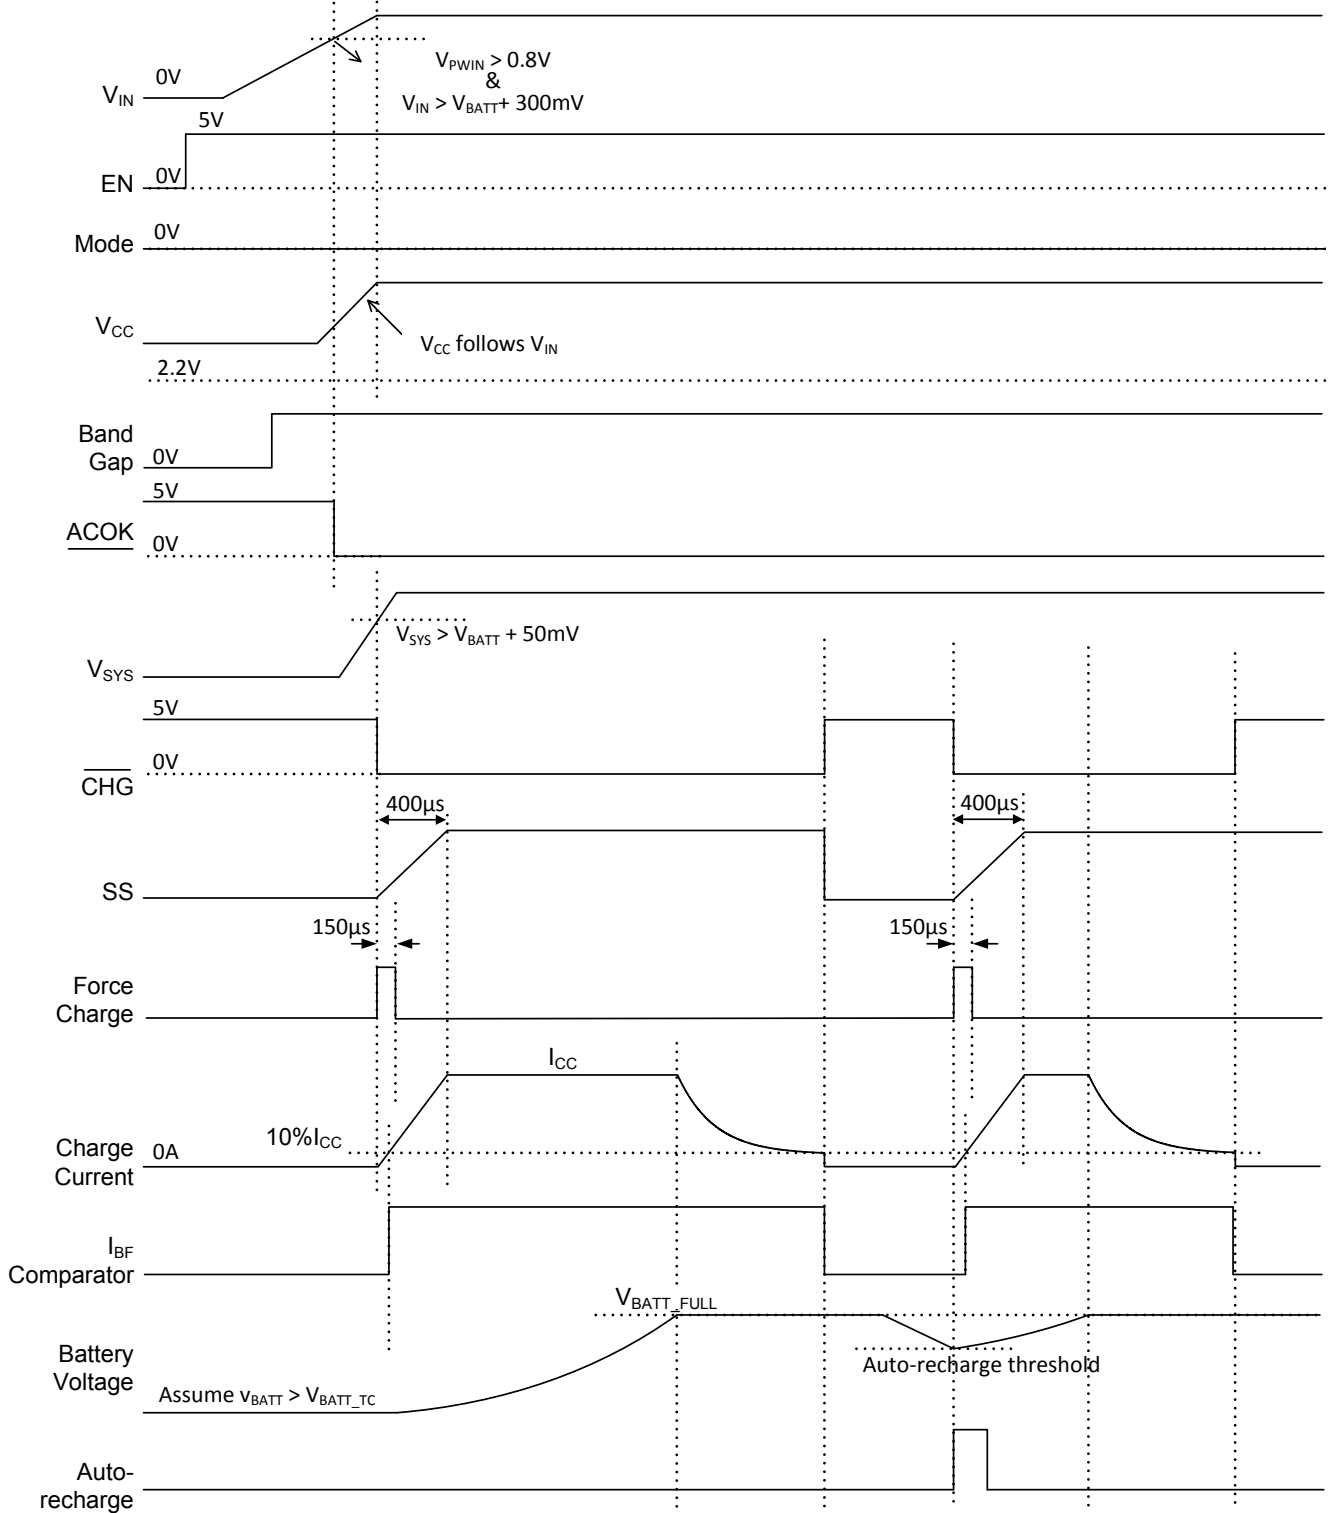 0V
V_IN
V_PWIN > 0.8V
&
V_IN > V_BATT+ 300mV
5V
EN
0V
Mode
0V
V_CC
V_CC follows V_IN
2.2V
Band
Gap
0V
5V
ACOK
0V
V_SYS > V_BATT + 50mV
V_SYS
5V
0V
CHG
400µs
400µs
SS
150µs
150µs
Force
Charge
I_CC
10%I_CC
Charge
Current
0A
I_BF
Comparator
V_BATT_FULL
Battery
Voltage
Auto-recharge threshold
Assume v_BATT > V_BATT_TC
Auto-
recharge